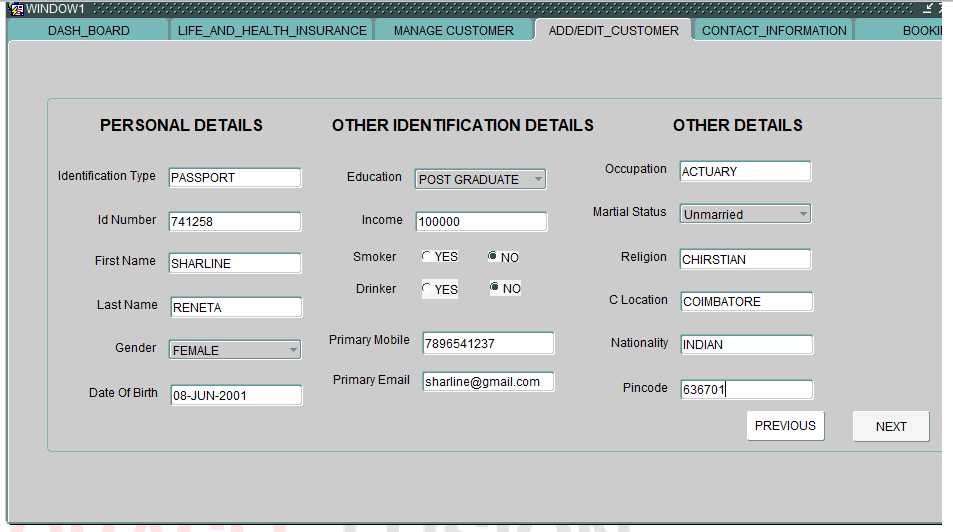 WINDOW1
DASH_BOARD LIFE_AND_HEALTH_INSURANCE MANAGE CUSTOMER ADD/EDIT_CUSTOMER CONTACT_INFORMATION
PERSONAL DETAILS
Identification Type PASSPORT
Id Number 741258
First Name SHARLINE
Last Name RENETA
Gender FEMALE
Date Of Birth 08-JUN-2001
OTHER IDENTIFICATION DETAILS
Education POST GRADUATE
Income 100000
Smoker YES NO
Drinker YES NO
Primary Mobile 7896541237
Primary Email sharline@gmail.com
OTHER DETAILS
Occupation ACTUARY
Martial Status Unmarried
Religion CHIRSTIAN
C Location COIMBATORE
Nationality INDIAN
Pincode 636701
PREVIOUS NEXT